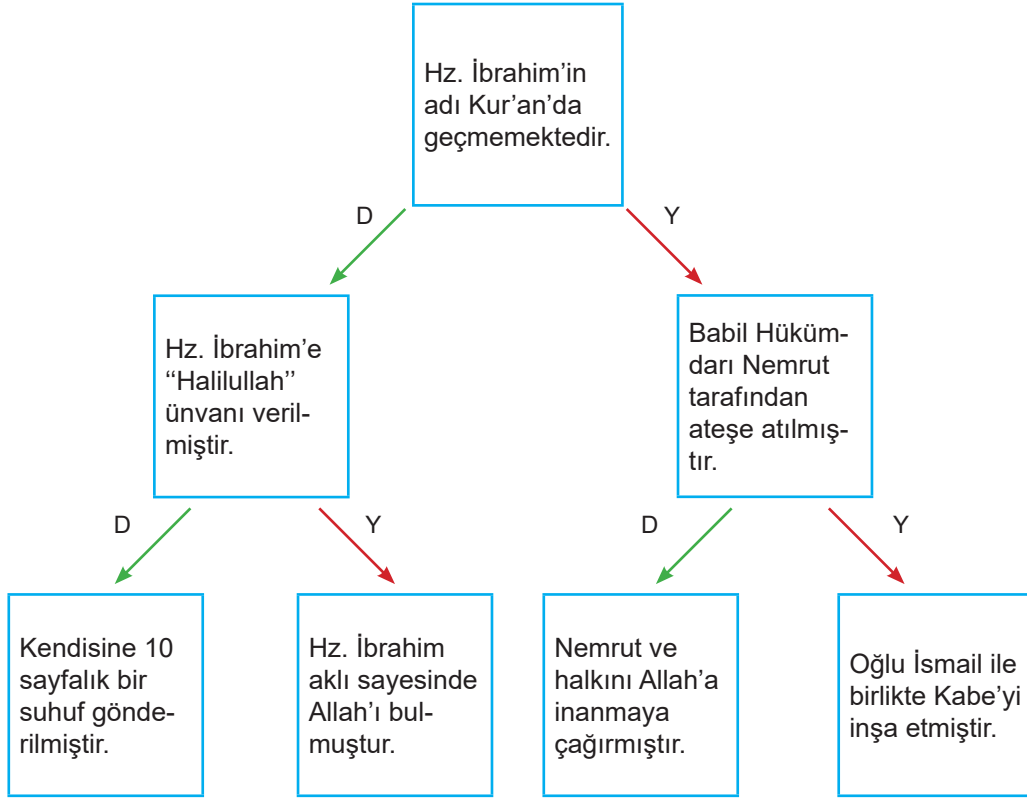 Hz. İbrahim’in
adı Kur’an’da
geçmemektedir.
D
Y
Hz. İbrahim’e
‘‘Halilullah’’
ünvanı veril-
miştir.
Babil Hüküm-
darı Nemrut
tarafından
ateşe atılmış-
tır.
D
Y
D
Y
Kendisine 10
sayfalık bir
suhuf gönde-
rilmiştir.
Hz. İbrahim
aklı sayesinde
Allah’ı bul-
muştur.
Nemrut ve
halkını Allah’a
inanmaya
çağırmıştır.
Oğlu İsmail ile
birlikte Kabe’yi
inşa etmiştir.